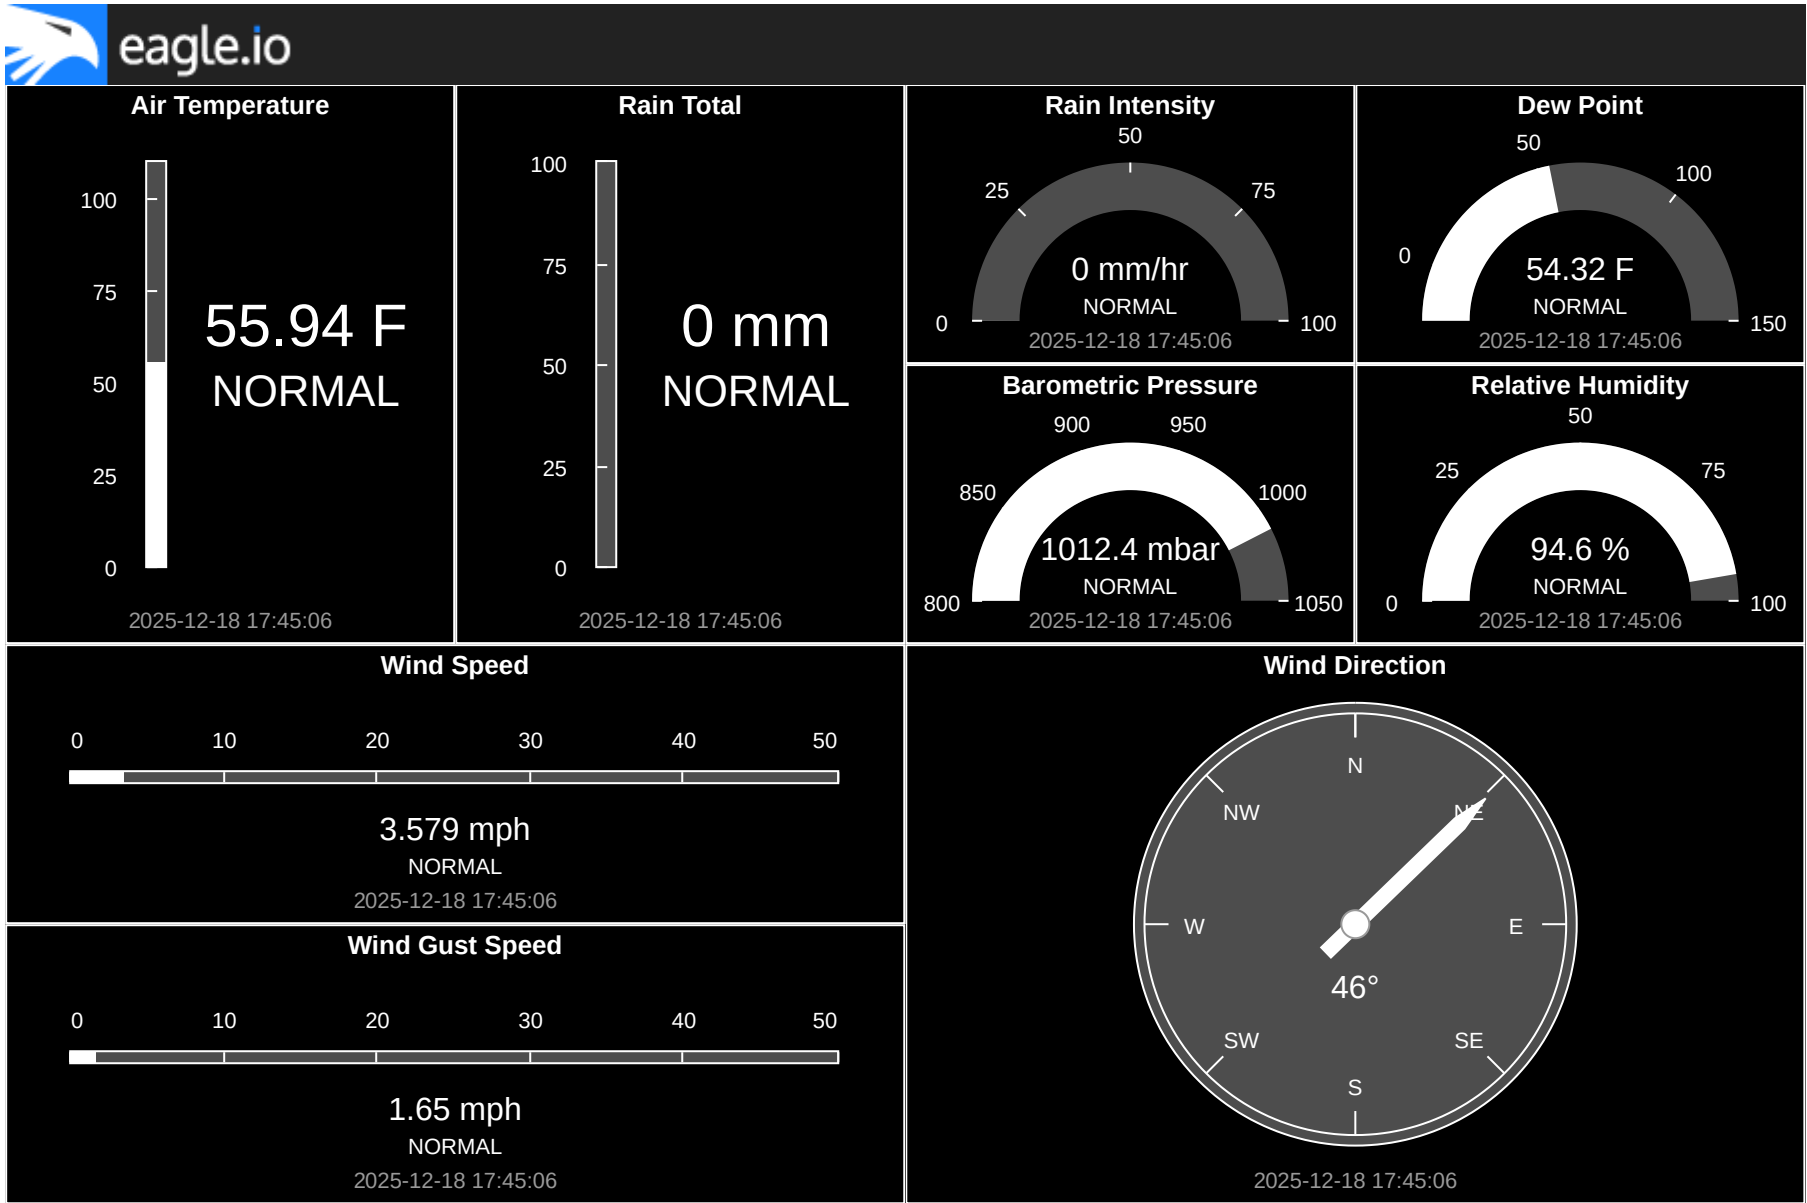 eagle.io
Air Temperature
100
75
50
25
0
55.94 F
NORMAL
2025-12-18 17:45:06
Rain Total
100
75
50
25
0
0 mm
NORMAL
2025-12-18 17:45:06
Rain Intensity
50
25
75
0
100
0 mm/hr
NORMAL
2025-12-18 17:45:06
Dew Point
50
100
0
150
54.32 F
NORMAL
2025-12-18 17:45:06
Barometric Pressure
900
950
850
1000
800
1050
1012.4 mbar
NORMAL
2025-12-18 17:45:06
Relative Humidity
50
25
75
0
100
94.6 %
NORMAL
2025-12-18 17:45:06
Wind Speed
0 10 20 30 40 50
3.579 mph
NORMAL
2025-12-18 17:45:06
Wind Gust Speed
0 10 20 30 40 50
1.65 mph
NORMAL
2025-12-18 17:45:06
Wind Direction
N
NW
NE
W
E
46°
SW
SE
S
2025-12-18 17:45:06